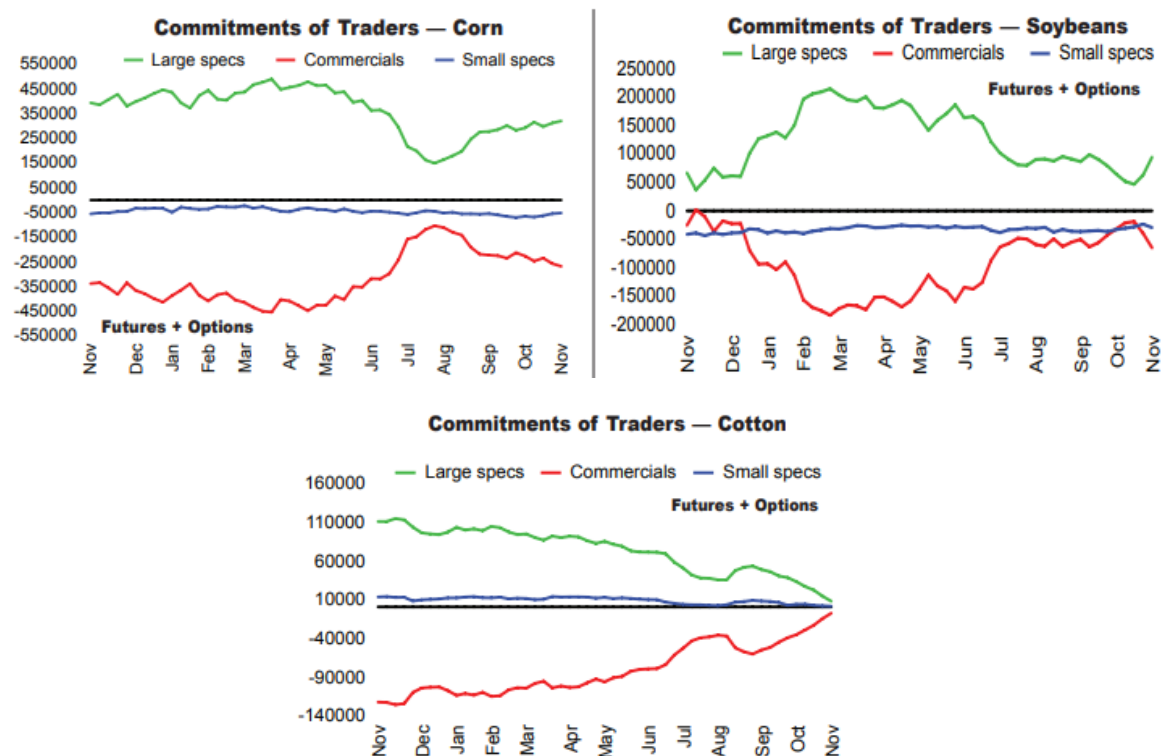 Commitments of Traders — Corn
Large specs Commercials Small specs
550000
450000
350000
250000
150000
50000
-50000
-150000
-250000
-350000
-450000
-550000
Futures + Options
Nov Dec Jan Feb Mar Apr May Jun Jul Aug Sep Oct Nov
Commitments of Traders — Soybeans
Large specs Commercials Small specs
Futures + Options
250000
200000
150000
100000
50000
0
-50000
-100000
-150000
-200000
Nov Dec Jan Feb Mar Apr May Jun Jul Aug Sep Oct Nov
Commitments of Traders — Cotton
Large specs Commercials Small specs
Futures + Options
160000
110000
60000
10000
-40000
-90000
-140000
Nov Dec Jan Feb Mar Apr May Jun Jul Aug Sep Oct Nov